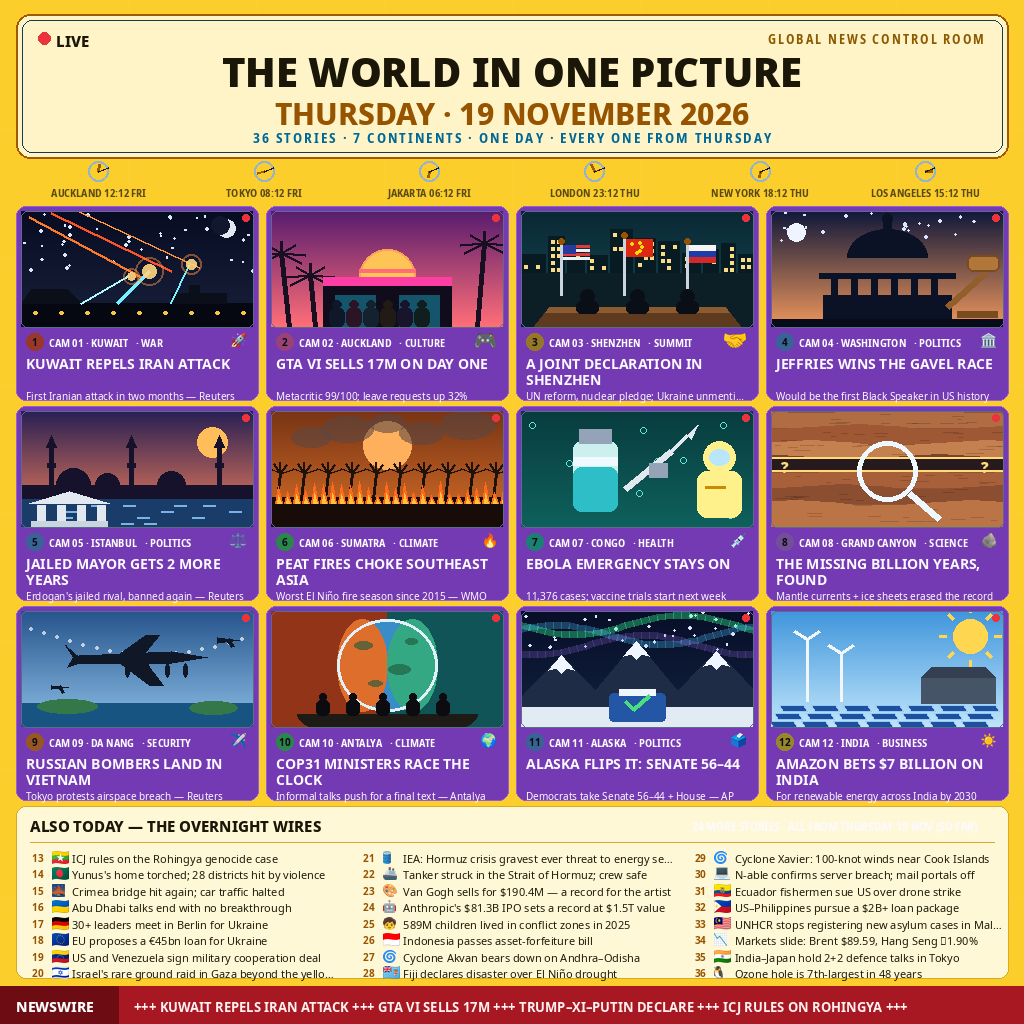 LIVE
GLOBAL NEWS CONTROL ROOM
THE WORLD IN ONE PICTURE
THURSDAY · 19 NOVEMBER 2026
36 STORIES · 7 CONTINENTS · ONE DAY · EVERY ONE FROM THURSDAY
AUCKLAND 12:12 FRI
TOKYO 08:12 FRI
JAKARTA 06:12 FRI
LONDON 23:12 THU
NEW YORK 18:12 THU
LOS ANGELES 15:12 THU
1 CAM 01 · KUWAIT · WAR
KUWAIT REPELS IRAN ATTACK
First Iranian attack in two months — Reuters
2 CAM 02 · AUCKLAND · CULTURE
GTA VI SELLS 17M ON DAY ONE
Metacritic 99/100; leave requests up 32%
3 CAM 03 · SHENZHEN · SUMMIT
A JOINT DECLARATION IN
SHENZHEN
UN reform, nuclear pledge; Ukraine unmenti...
4 CAM 04 · WASHINGTON · POLITICS
JEFFRIES WINS THE GAVEL RACE
Would be the first Black Speaker in US history
5 CAM 05 · ISTANBUL · POLITICS
JAILED MAYOR GETS 2 MORE
YEARS
Erdogan's jailed rival, banned again — Reuters
6 CAM 06 · SUMATRA · CLIMATE
PEAT FIRES CHOKE SOUTHEAST
ASIA
Worst El Niño fire season since 2015 — WMO
7 CAM 07 · CONGO · HEALTH
EBOLA EMERGENCY STAYS ON
11,376 cases; vaccine trials start next week
? ?
8 CAM 08 · GRAND CANYON · SCIENCE
THE MISSING BILLION YEARS,
FOUND
Mantle currents + ice sheets erased the record
9 CAM 09 · DA NANG · SECURITY
RUSSIAN BOMBERS LAND IN
VIETNAM
Tokyo protests airspace breach — Reuters
10 CAM 10 · ANTALYA · CLIMATE
COP31 MINISTERS RACE THE
CLOCK
Informal talks push for a final text — Antalya
11 CAM 11 · ALASKA · POLITICS
ALASKA FLIPS IT: SENATE 56–44
Democrats take Senate 56–44 + House — AP
12 CAM 12 · INDIA · BUSINESS
AMAZON BETS $7 BILLION ON
INDIA
For renewable energy across India by 2030
ALSO TODAY — THE OVERNIGHT WIRES
13 ICJ rules on the Rohingya genocide case
14 Yunus's home torched; 28 districts hit by violence
15 Crimea bridge hit again; car traffic halted
16 Abu Dhabi talks end with no breakthrough
17 30+ leaders meet in Berlin for Ukraine
18 EU proposes a €45bn loan for Ukraine
19 US and Venezuela sign military cooperation deal
20 Israel's rare ground raid in Gaza beyond the yello...
21 IEA: Hormuz crisis gravest ever threat to energy se...
22 Tanker struck in the Strait of Hormuz; crew safe
23 Van Gogh sells for $190.4M — a record for the artist
24 Anthropic's $81.3B IPO sets a record at $1.5T value
25 589M children lived in conflict zones in 2025
26 Indonesia passes asset-forfeiture bill
27 Cyclone Akvan bears down on Andhra–Odisha
28 Fiji declares disaster over El Niño drought
29 Cyclone Xavier: 100-knot winds near Cook Islands
30 N-able confirms server breach; mail portals off
31 Ecuador fishermen sue US over drone strike
32 US–Philippines pursue a $2B+ loan package
33 UNHCR stops registering new asylum cases in Mal...
34 Markets slide: Brent $89.59, Hang Seng 1.90%
35 India–Japan hold 2+2 defence talks in Tokyo
36 Ozone hole is 7th-largest in 48 years
NEWSWIRE
+++ KUWAIT REPELS IRAN ATTACK +++ GTA VI SELLS 17M +++ TRUMP–XI–PUTIN DECLARE +++ ICJ RULES ON ROHINGYA +++